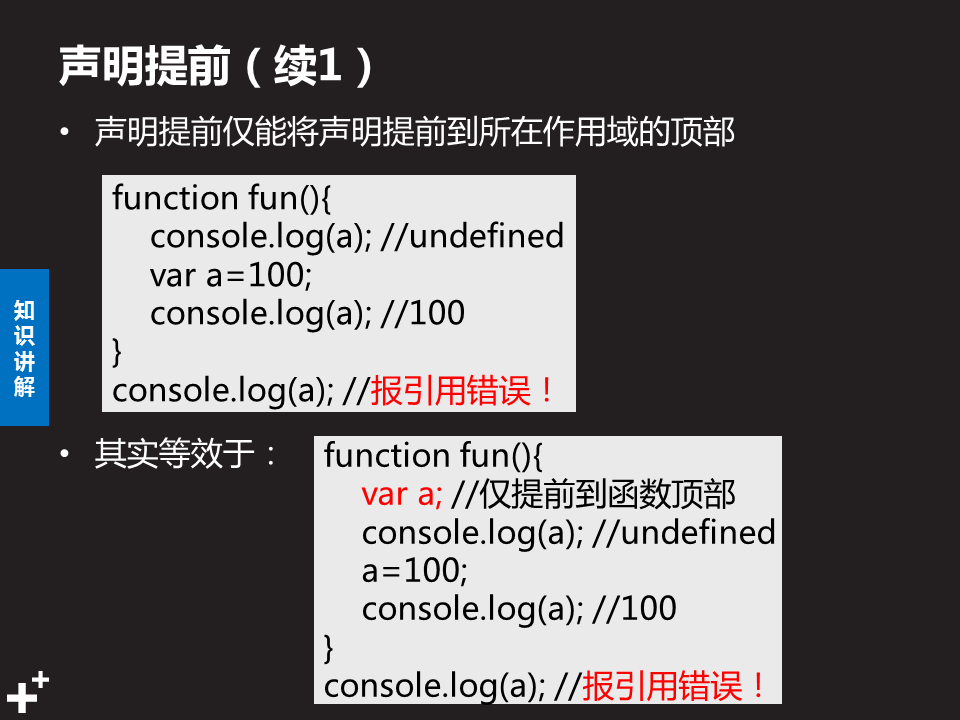 声明提前（续1）
• 声明提前仅能将声明提前到所在作用域的顶部
function fun(){
console.log(a); //undefined
var a=100;
console.log(a); //100
}
console.log(a); //报引用错误！
知识讲解
• 其实等效于：
function fun(){
var a; //仅提前到函数顶部
console.log(a); //undefined
a=100;
console.log(a); //100
}
console.log(a); //报引用错误！